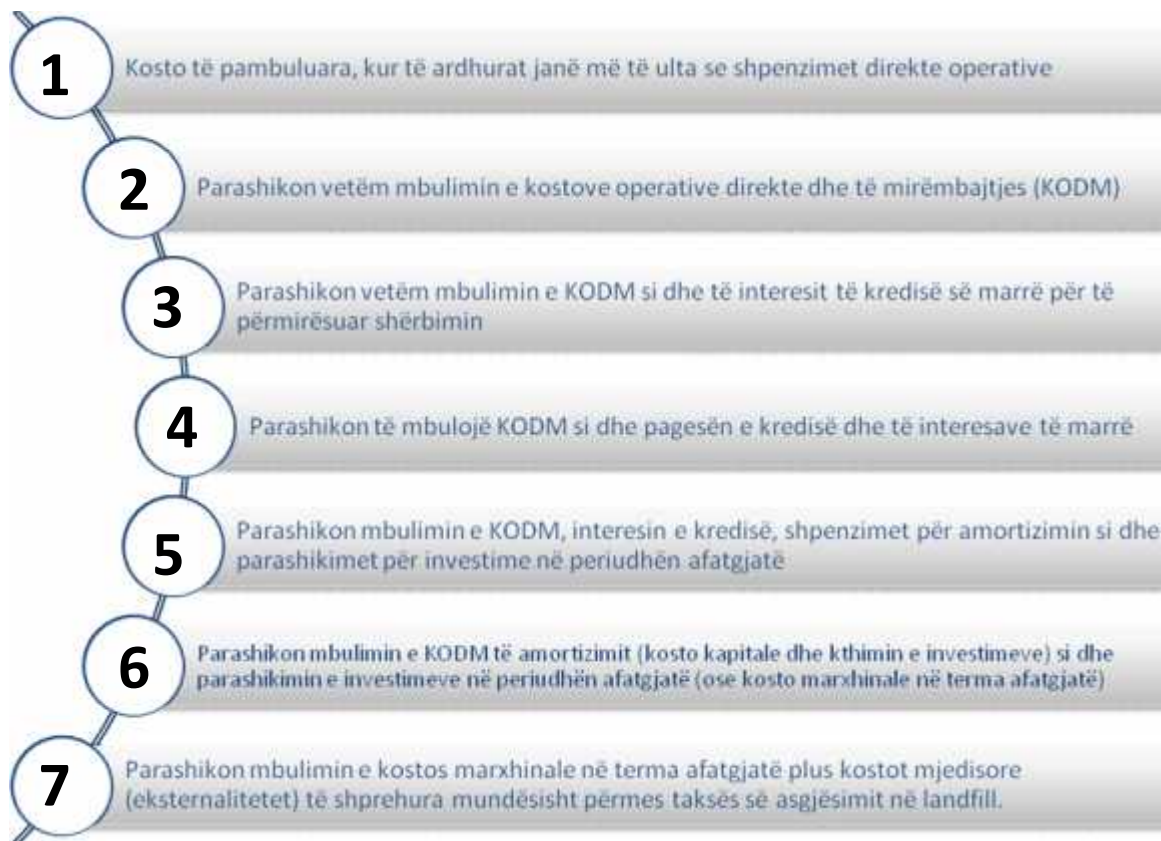 1
Kosto të pambuluara, kur të ardhurat janë më të ulta se shpenzimet direkte operative
2
Parashikon vetëm mbulimin e kostove operative direkte dhe të mirëmbajtjes (KODM)
3
Parashikon vetëm mbulimin e KODM si dhe të interesit të kredisë së marrë për të
përmirësuar shërbimin
4
Parashikon të mbulojë KODM si dhe pagesën e kredisë dhe të interesave të marrë
5
Parashikon mbulimin e KODM, interesin e kredisë, shpenzimet për amortizimin si dhe
parashikimet për investime në periudhën afatgjatë
6
Parashikon mbulimin e KODM të amortizimit (kosto kapitale dhe kthimin e investimeve) si dhe
parashikimin e investimeve në periudhën afatgjatë (ose kosto marxhinale në terma afatgjatë)
7
Parashikon mbulimin e kostos marxhinale në terma afatgjatë plus kostot mjedisore
(eksternalitetet) të shprehura mundësisht përmes taksës së asgjësimit në landfill.